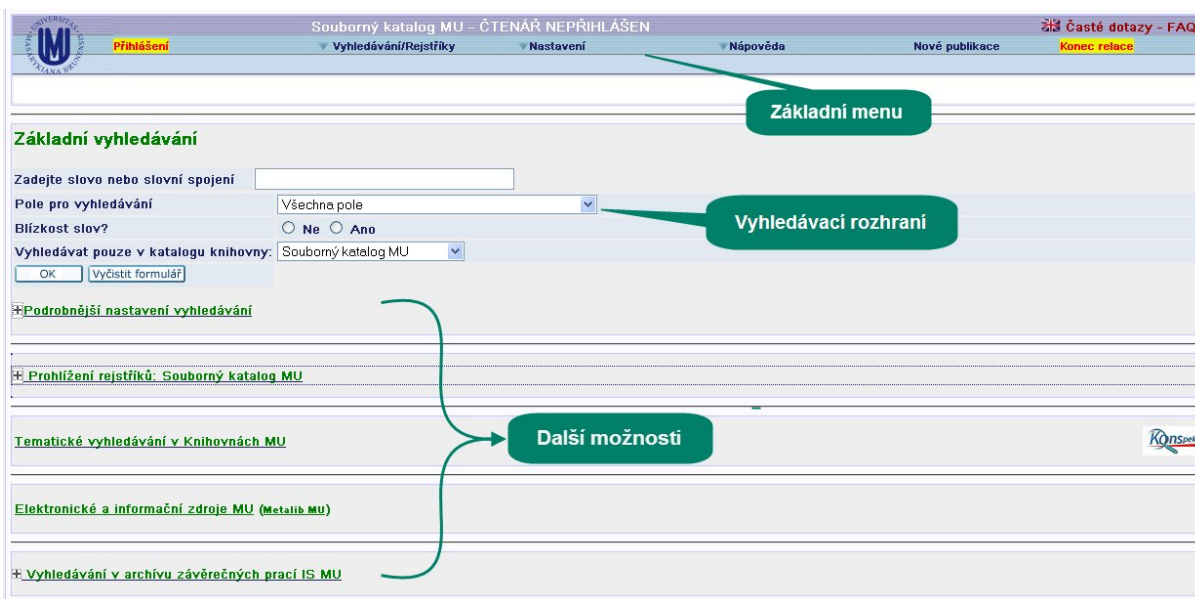 Souborný katalog MU - ČTENÁŘ NEPŘIHLÁŠEN
Časté dotazy - FAQ
Přihlášení Vyhledávání/Rejstříky Nastavení Nápověda Nové publikace Konec relace
Základní menu
Základní vyhledávání
Zadejte slovo nebo slovní spojení
Pole pro vyhledávání Všechna pole
Vyhledávací rozhraní
Blízkost slov? Ne Ano
Vyhledávat pouze v katalogu knihovny: Souborný katalog MU
OK Vyčistit formulář
Podrobnější nastavení vyhledávání
Prohlížení rejstříků: Souborný katalog MU
Další možnosti
Tematické vyhledávání v Knihovnách MU
Elektronické a informační zdroje MU (Metalib MU)
Vyhledávání v archívu závěrečných prací IS MU